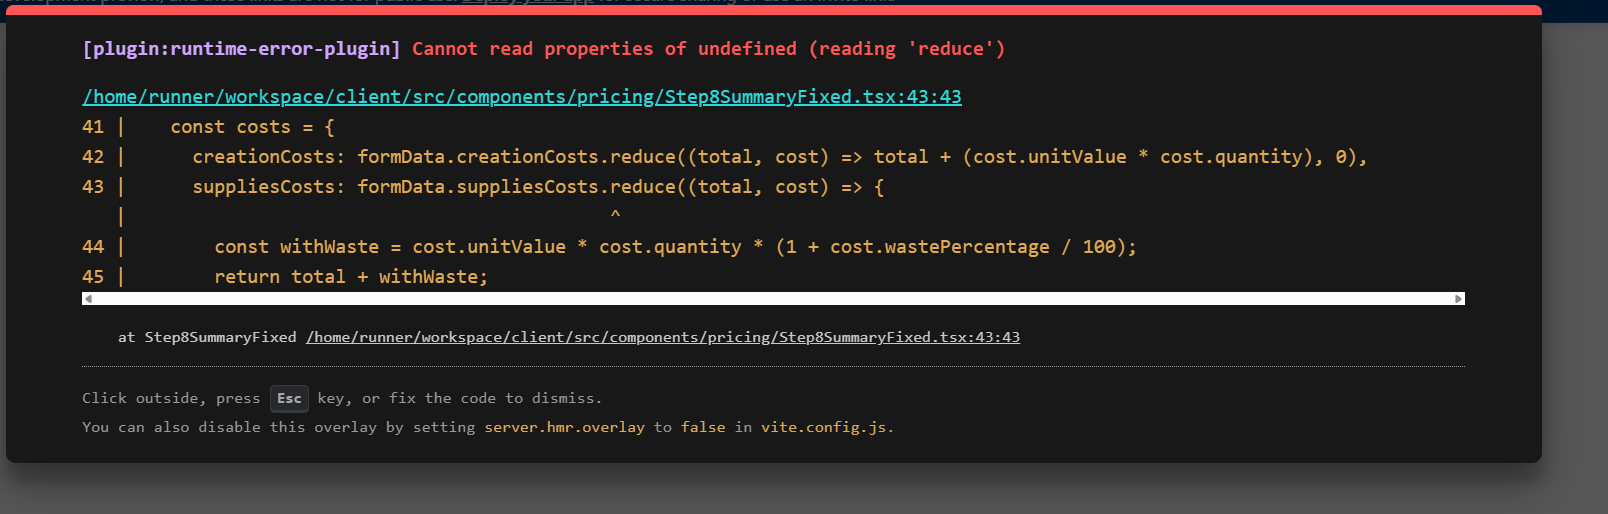 [plugin:runtime-error-plugin] Cannot read properties of undefined (reading 'reduce')
/home/runner/workspace/client/src/components/pricing/Step8SummaryFixed.tsx:43:43
41 |    const costs = {
42 |      creationCosts: formData.creationCosts.reduce((total, cost) => total + (cost.unitValue * cost.quantity), 0),
43 |      suppliesCosts: formData.suppliesCosts.reduce((total, cost) => {
   |                                            ^
44 |        const withWaste = cost.unitValue * cost.quantity * (1 + cost.wastePercentage / 100);
45 |        return total + withWaste;
at Step8SummaryFixed /home/runner/workspace/client/src/components/pricing/Step8SummaryFixed.tsx:43:43
Click outside, press Esc key, or fix the code to dismiss.
You can also disable this overlay by setting server.hmr.overlay to false in vite.config.js.